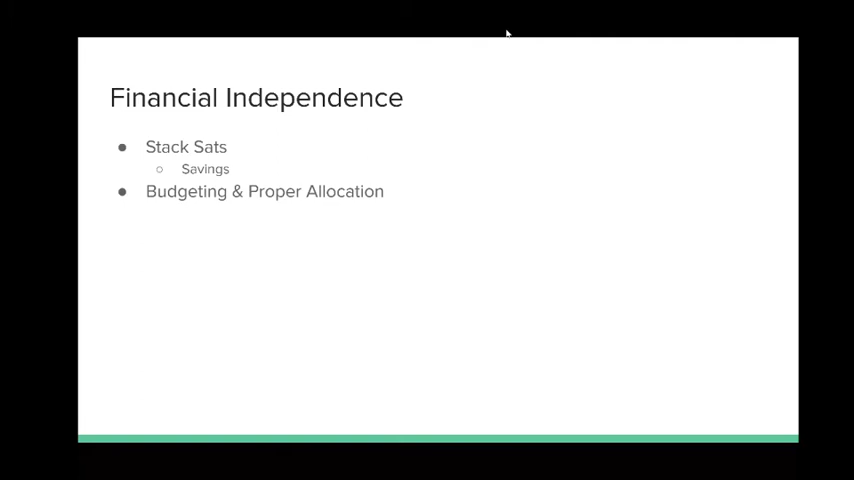 Financial Independence
● Stack Sats
○ Savings
● Budgeting & Proper Allocation